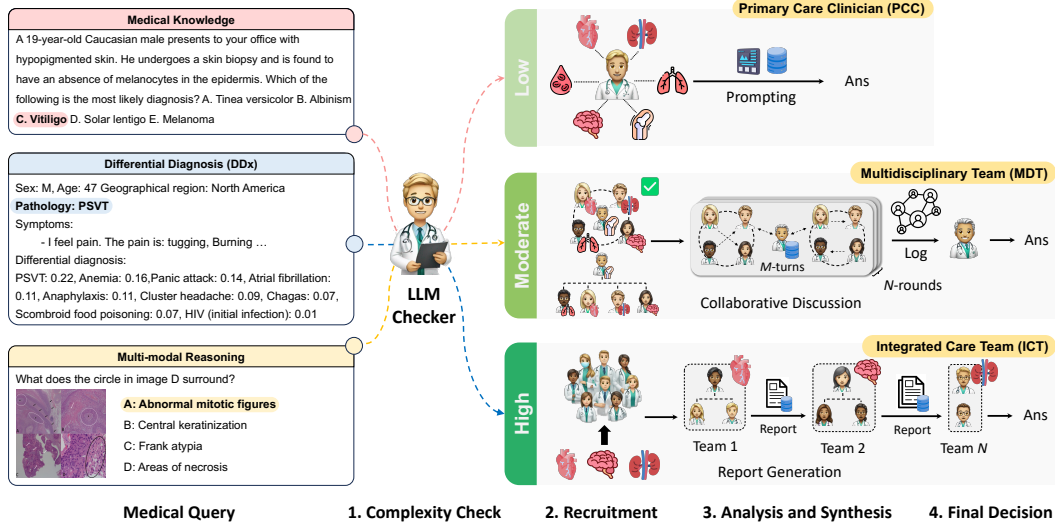 Medical Knowledge
A 19-year-old Caucasian male presents to your office with
hypopigmented skin. He undergoes a skin biopsy and is found to
have an absence of melanocytes in the epidermis. Which of the
following is the most likely diagnosis? A. Tinea versicolor B. Albinism
C. Vitiligo D. Solar lentigo E. Melanoma
Differential Diagnosis (DDx)
Sex: M, Age: 47 Geographical region: North America
Pathology: PSVT
Symptoms:
- I feel pain. The pain is: tugging, Burning …
Differential diagnosis:
PSVT: 0.22, Anemia: 0.16,Panic attack: 0.14, Atrial fibrillation:
0.11, Anaphylaxis: 0.11, Cluster headache: 0.09, Chagas: 0.07,
Scombroid food poisoning: 0.07, HIV (initial infection): 0.01
Multi-modal Reasoning
What does the circle in image D surround?
A: Abnormal mitotic figures
B: Central keratinization
C: Frank atypia
D: Areas of necrosis
LLM
Checker
Low
Primary Care Clinician (PCC)
Prompting
Ans
Moderate
Multidisciplinary Team (MDT)
M-turns
Collaborative Discussion
N-rounds
Log
Ans
High
Integrated Care Team (ICT)
Team 1
Report
Team 2
Report
Team N
Ans
Report Generation
Medical Query
1. Complexity Check
2. Recruitment
3. Analysis and Synthesis
4. Final Decision